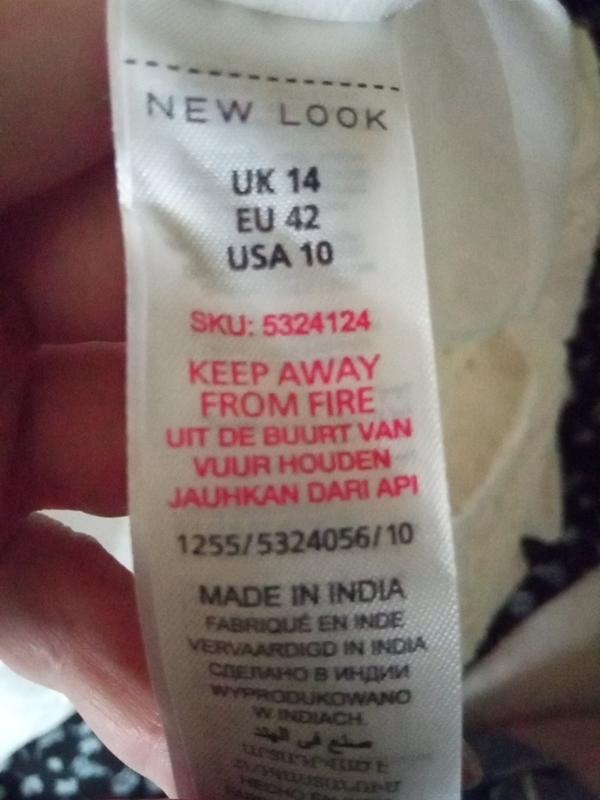 NEW LOOK
UK 14
EU 42
USA 10
SKU: 5324124
KEEP AWAY
FROM FIRE
UIT DE BUURT VAN
VUUR HOUDEN
JAUHKAN DARI API
1255/5324056/10
MADE IN INDIA
FABRIQUÉ EN INDE
VERVAARDIGD IN INDIA
СДЕЛАНО В ИНДИИ
WYPRODUKOWANO
W INDIACH.
صنع في الهند
HECHO EN